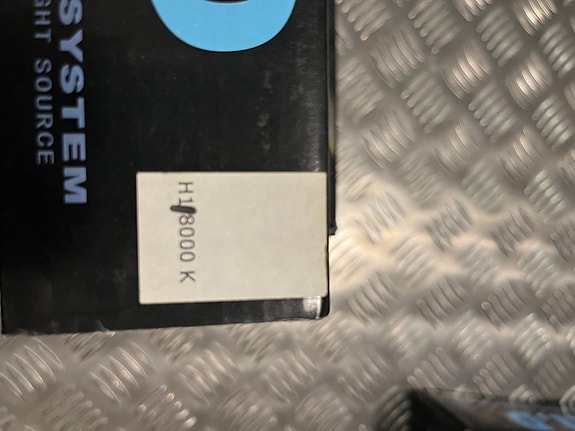 SYSTEM
GHT SOURCE
H1/8000 K